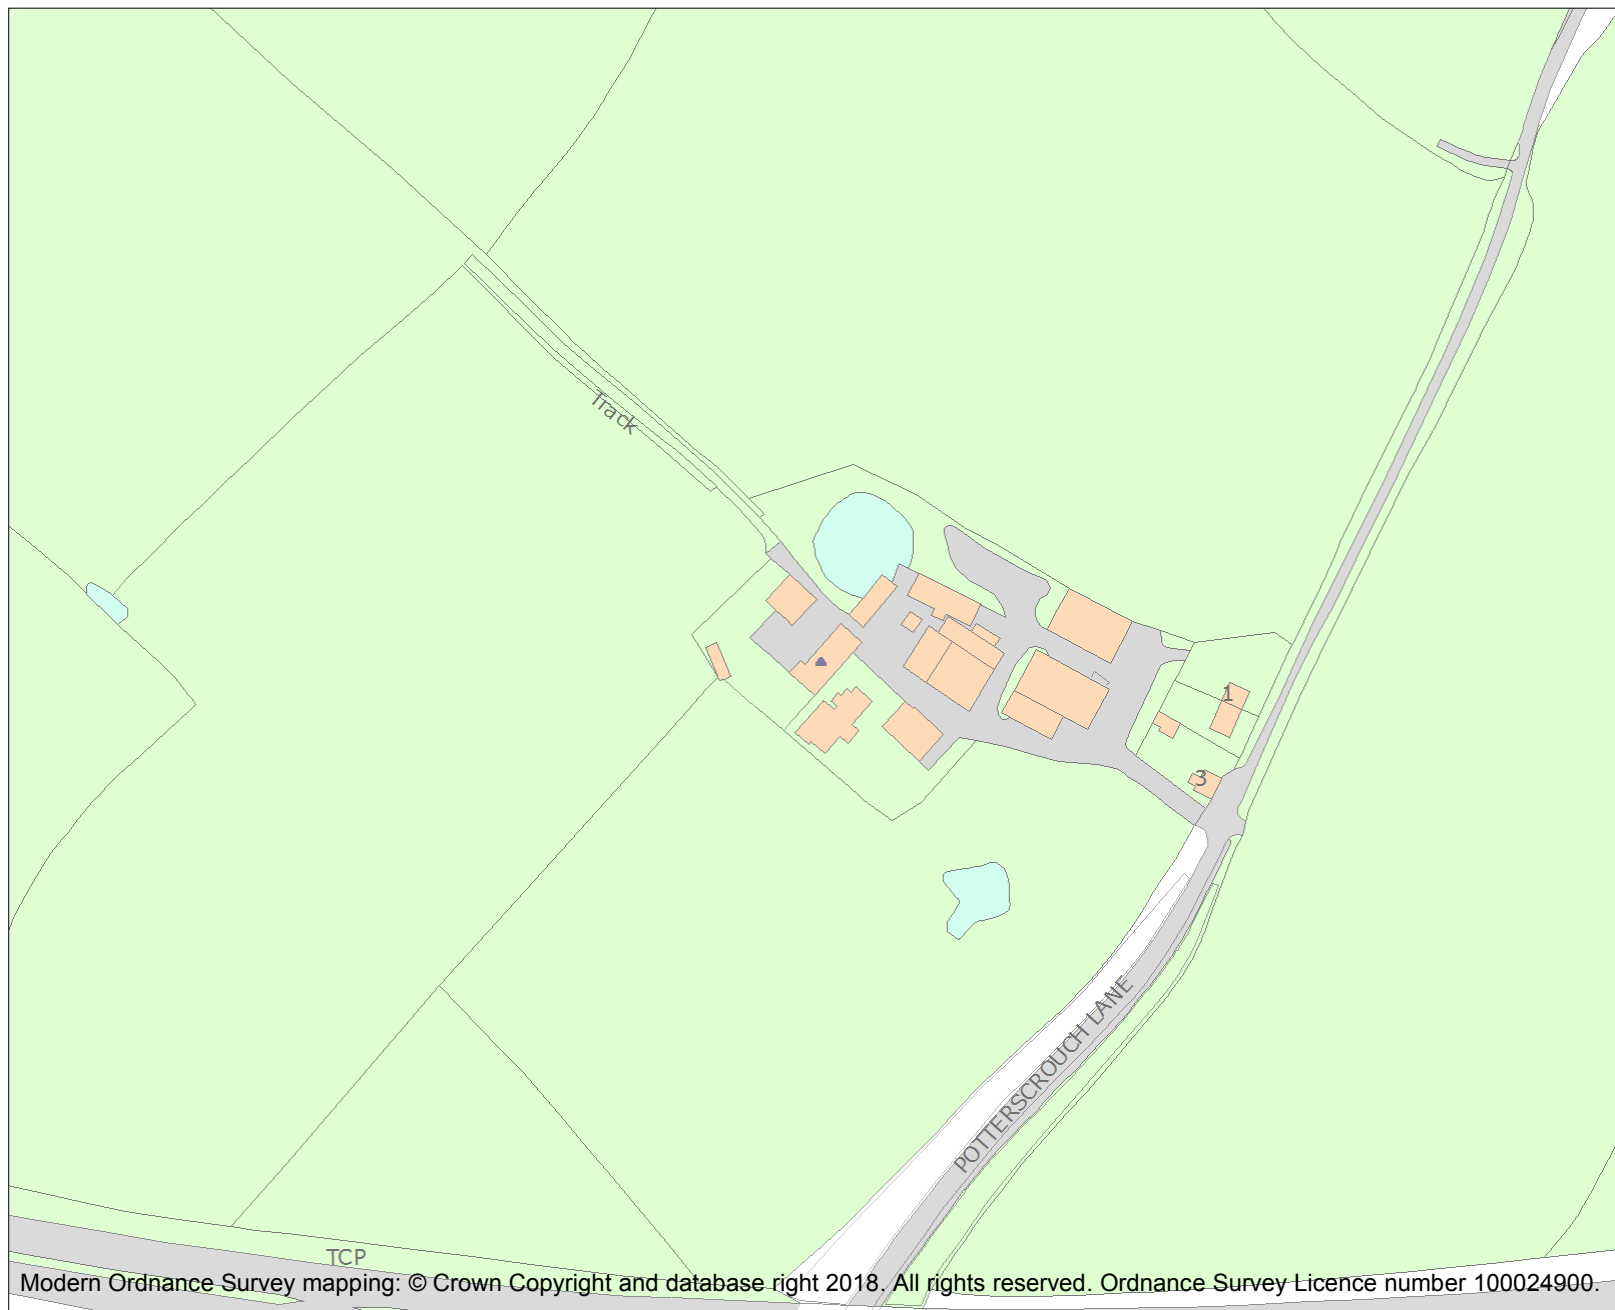 Track
1
3
POTTERSCROUCH LANE
TCP
Modern Ordnance Survey mapping: © Crown Copyright and database right 2018. All rights reserved. Ordnance Survey Licence number 100024900.